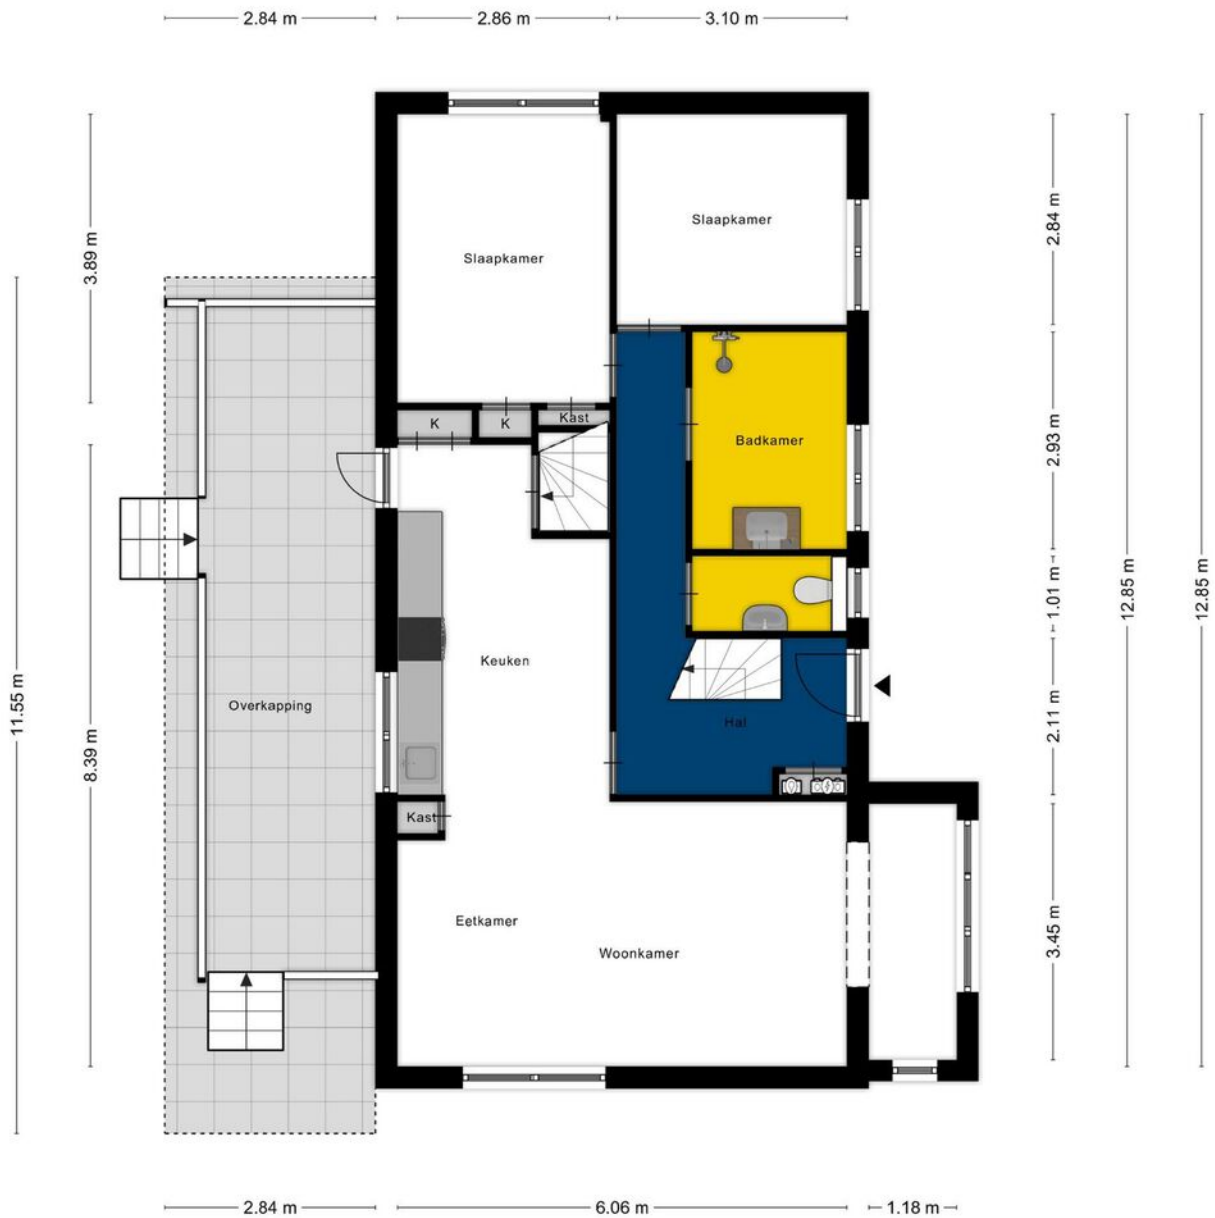 2.84 m
2.86 m
3.10 m
Slaapkamer
2.84 m
3.89 m
Slaapkamer
K
K
Kast
Badkamer
2.93 m
1.01 m
12.85 m
12.85 m
Keuken
Overkapping
Hal
2.11 m
11.55 m
8.39 m
Kast
Eetkamer
Woonkamer
3.45 m
2.84 m
6.06 m
1.18 m